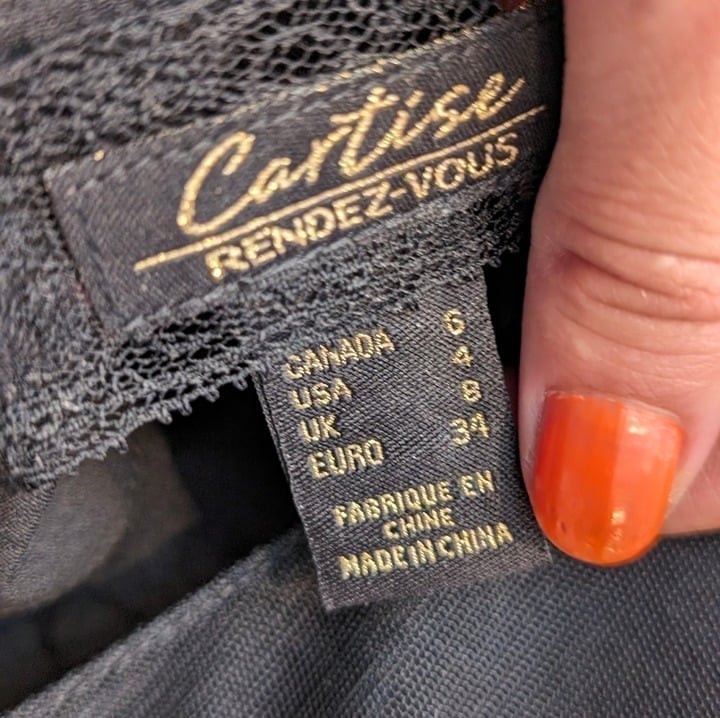 Cartise
RENDEZ-VOUS
CANADA 6
USA 4
UK 8
EURO 34
FABRIQUE EN
CHINE
MADE IN CHINA